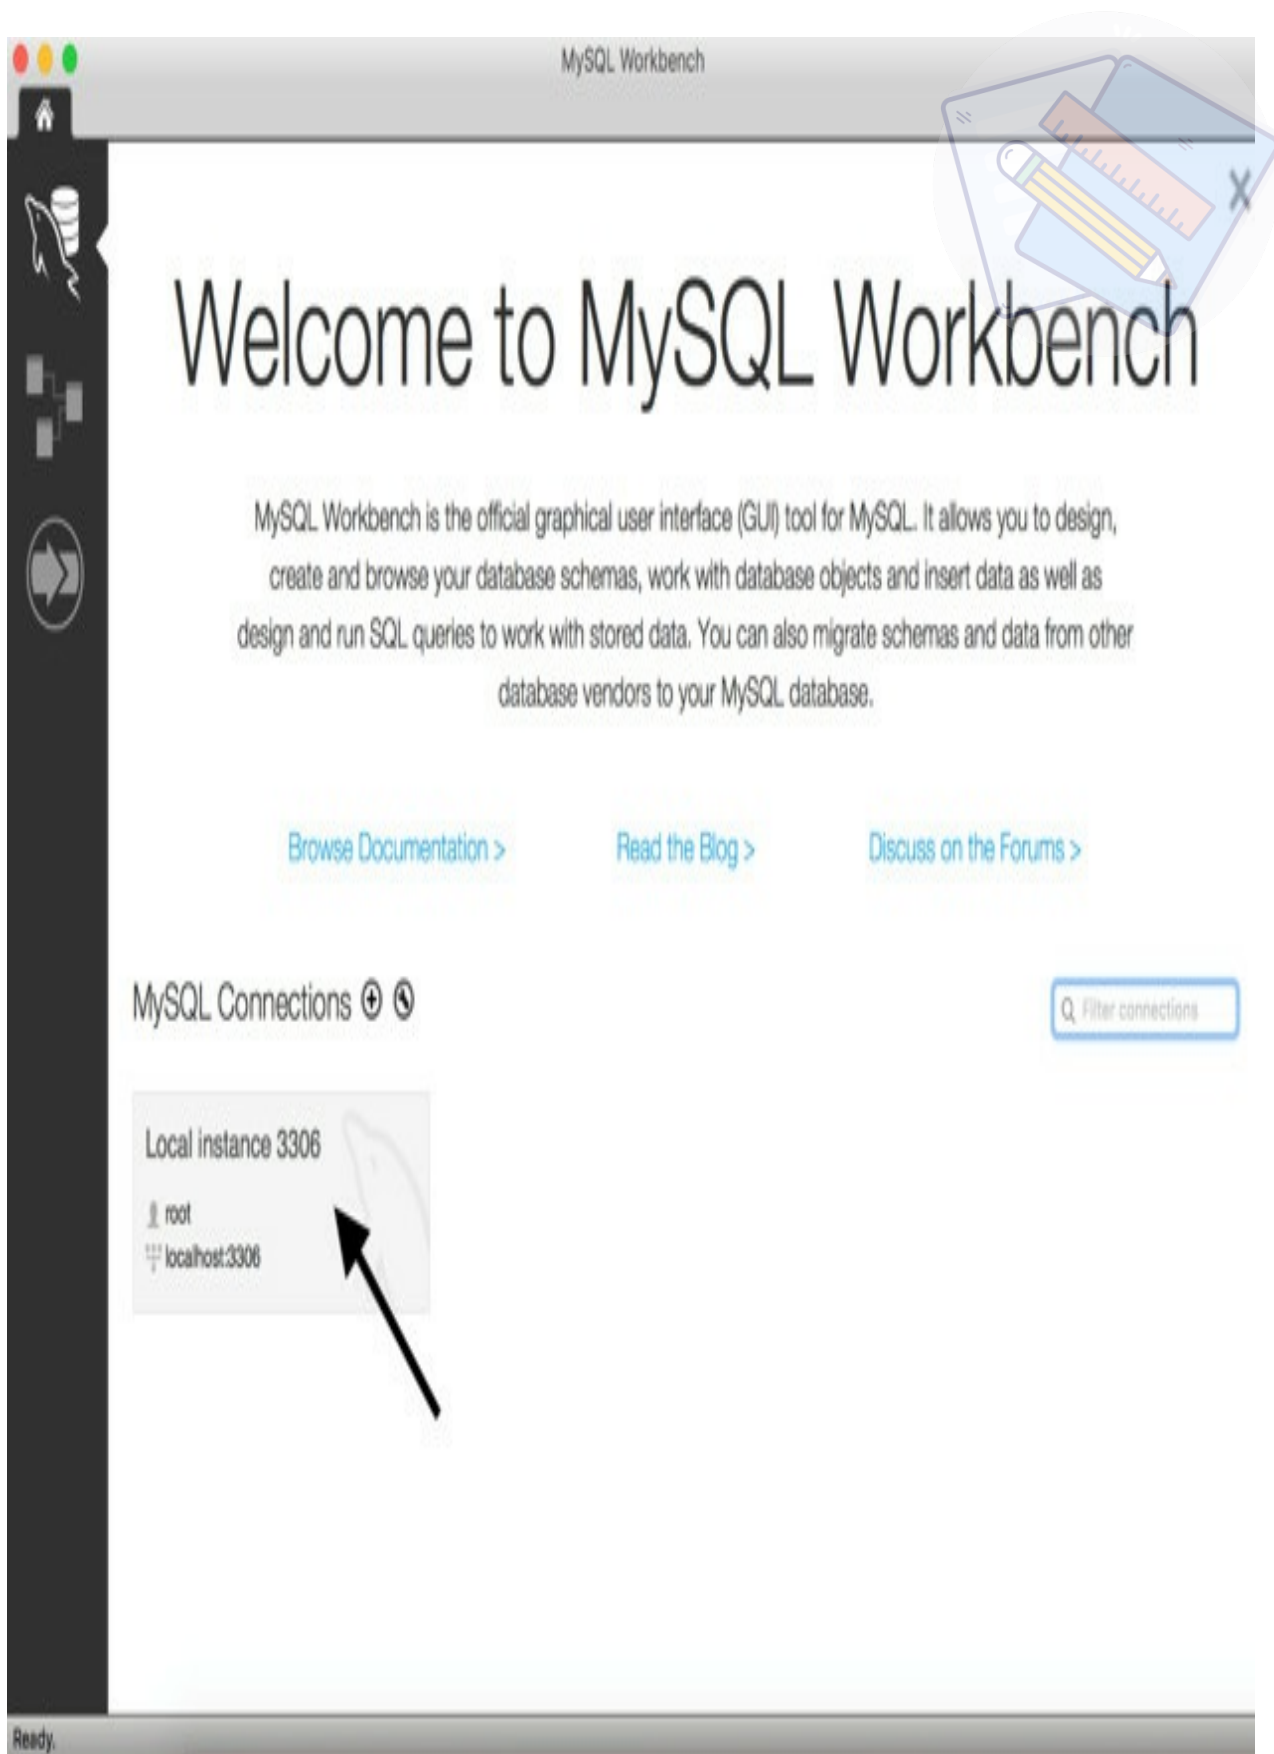 MySQL Workbench
Welcome to MySQL Workbench
MySQL Workbench is the official graphical user interface (GUI) tool for MySQL. It allows you to design,
create and browse your database schemas, work with database objects and insert data as well as
design and run SQL queries to work with stored data. You can also migrate schemas and data from other
database vendors to your MySQL database.
Browse Documentation > Read the Blog > Discuss on the Forums >
MySQL Connections
Filter connections
Local instance 3306
root
localhost:3306
Ready.